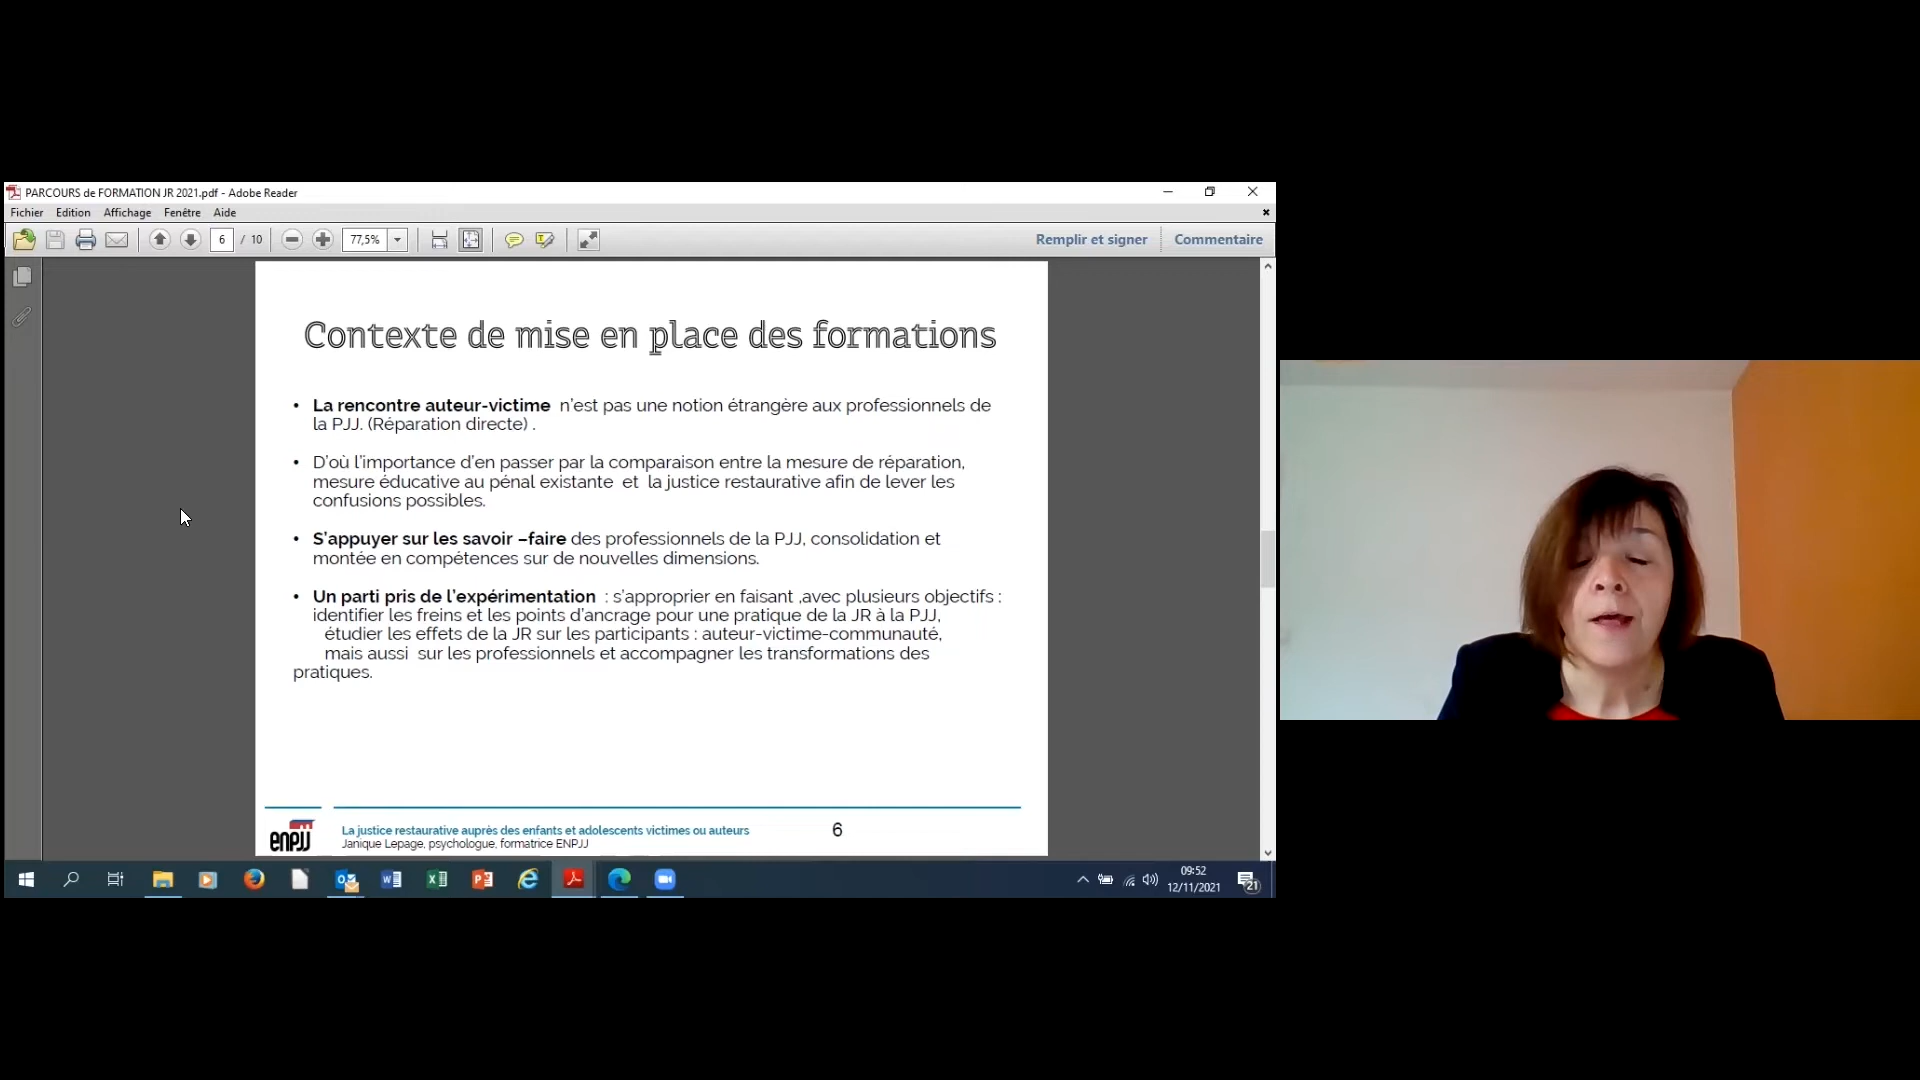 PARCOURS de FORMATION JR 2021.pdf - Adobe Reader
Fichier Edition Affichage Fenêtre Aide
6 / 10 77,5% Remplir et signer Commentaire
Contexte de mise en place des formations
• La rencontre auteur-victime n'est pas une notion étrangère aux professionnels de
la PJJ. (Réparation directe) .
• D'où l'importance d'en passer par la comparaison entre la mesure de réparation,
mesure éducative au pénal existante et la justice restaurative afin de lever les
confusions possibles.
• S'appuyer sur les savoir –faire des professionnels de la PJJ, consolidation et
montée en compétences sur de nouvelles dimensions.
• Un parti pris de l'expérimentation : s'approprier en faisant ,avec plusieurs objectifs :
identifier les freins et les points d'ancrage pour une pratique de la JR à la PJJ,
étudier les effets de la JR sur les participants : auteur-victime-communauté,
mais aussi sur les professionnels et accompagner les transformations des
pratiques.
enpjj
La justice restaurative auprès des enfants et adolescents victimes ou auteurs
6
Janique Lepage, psychologue, formatrice ENPJJ
09:52
12/11/2021
21